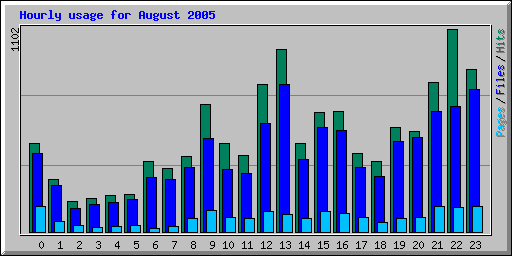 Hourly usage for August 2005
1102
Pages / Files / Hits
0 1 2 3 4 5 6 7 8 9 10 11 12 13 14 15 16 17 18 19 20 21 22 23